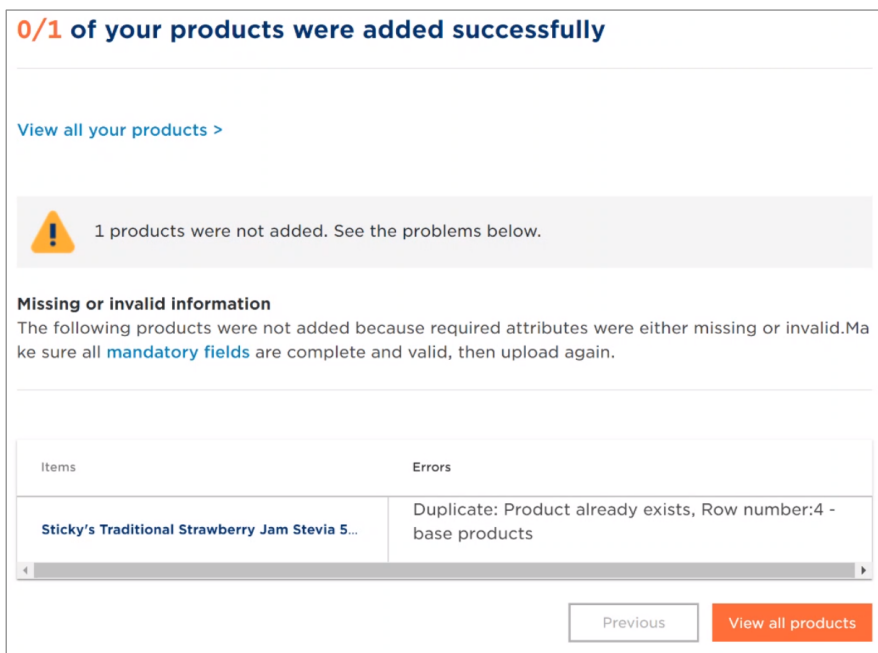 0/1 of your products were added successfully
View all your products >
1 products were not added. See the problems below.
Missing or invalid information
The following products were not added because required attributes were either missing or invalid.Ma
ke sure all mandatory fields are complete and valid, then upload again.
Items
Errors
Sticky's Traditional Strawberry Jam Stevia 5...
Duplicate: Product already exists, Row number:4 -
base products
Previous
View all products